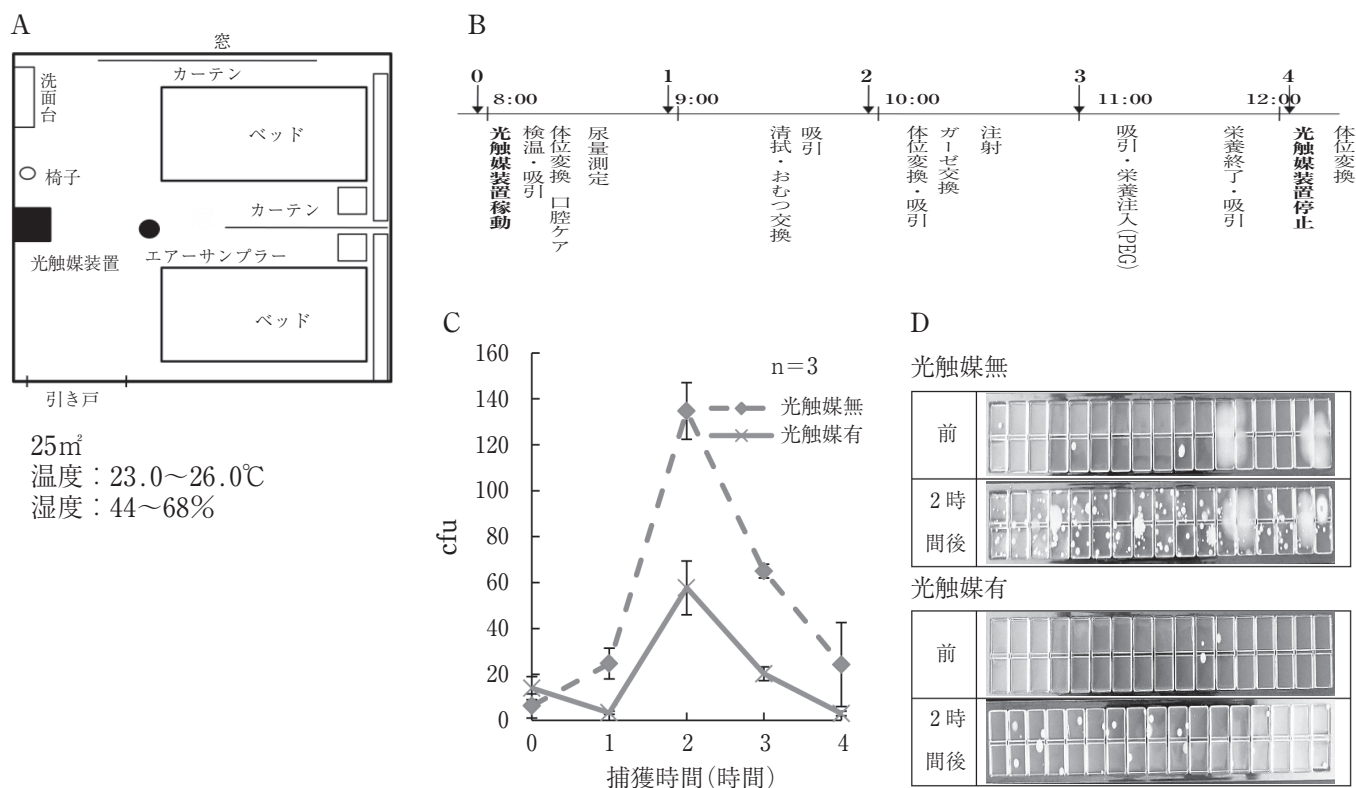 A
窓
カーテン
洗面台
ベッド
椅子
カーテン
光触媒装置
エアーサンプラー
ベッド
引き戸
25㎡
温度：23.0～26.0℃
湿度：44～68%
B
0 1 2 3 4
8:00 9:00 10:00 11:00 12:00
光触媒装置稼動
検温・吸引
体位変換 口腔ケア
尿量測定
清拭・おむつ交換
吸引
体位変換・吸引
ガーゼ交換
注射
吸引・栄養注入(PEG)
栄養終了・吸引
光触媒装置停止
体位変換
C
160
140
120
100
80
60
40
20
0
cfu
n=3
光触媒無
光触媒有
0 1 2 3 4
捕獲時間(時間)
D
光触媒無
前
2時
間後
光触媒有
前
2時
間後